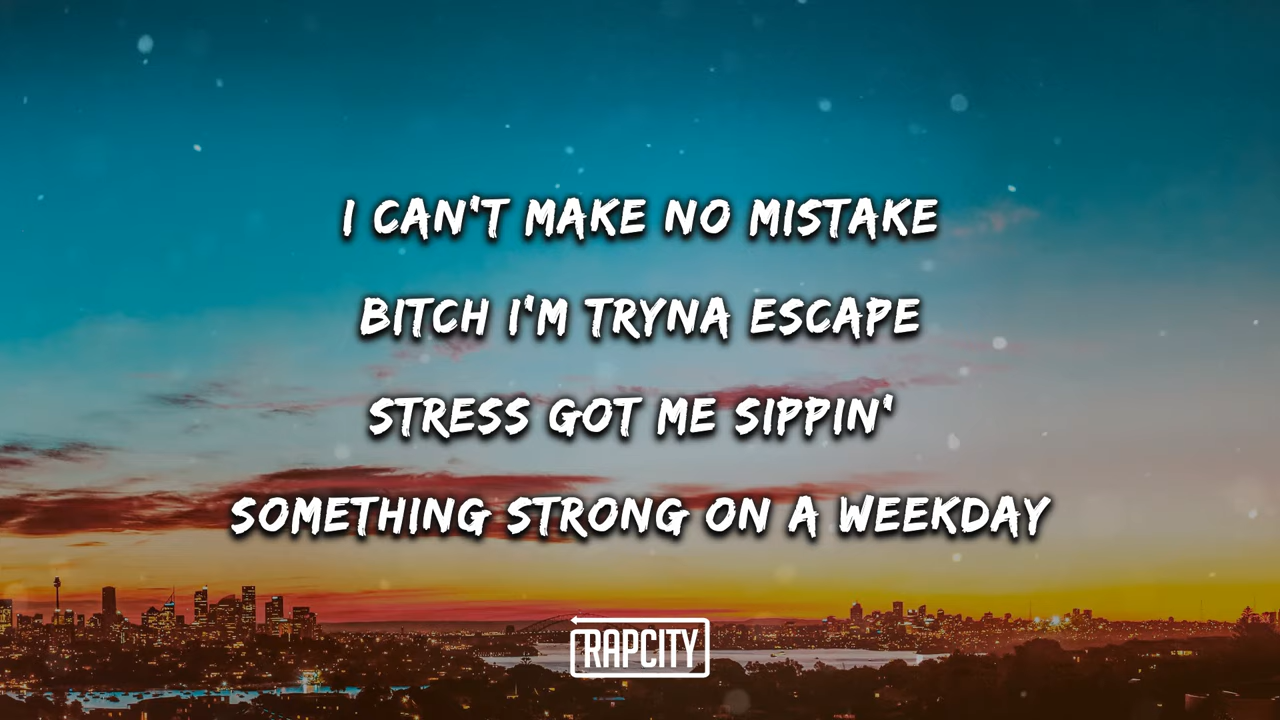 I CAN'T MAKE NO MISTAKE
BITCH I'M TRYNA ESCAPE
STRESS GOT ME SIPPIN'
SOMETHING STRONG ON A WEEKDAY
RAPCITY